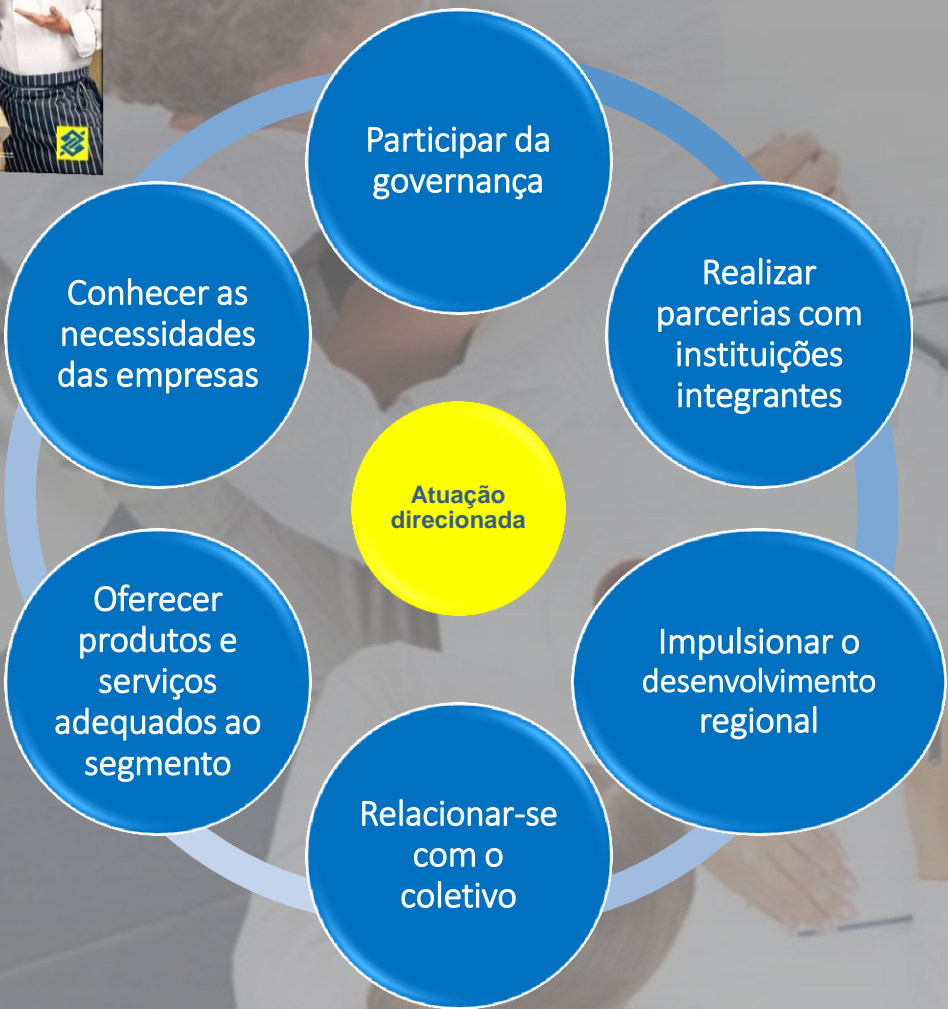 Participar da
governança
Realizar
parcerias com
instituições
integrantes
Impulsionar o
desenvolvimento
regional
Relacionar-se
com o
coletivo
Oferecer
produtos e
serviços
adequados ao
segmento
Conhecer as
necessidades
das empresas
Atuação
direcionada